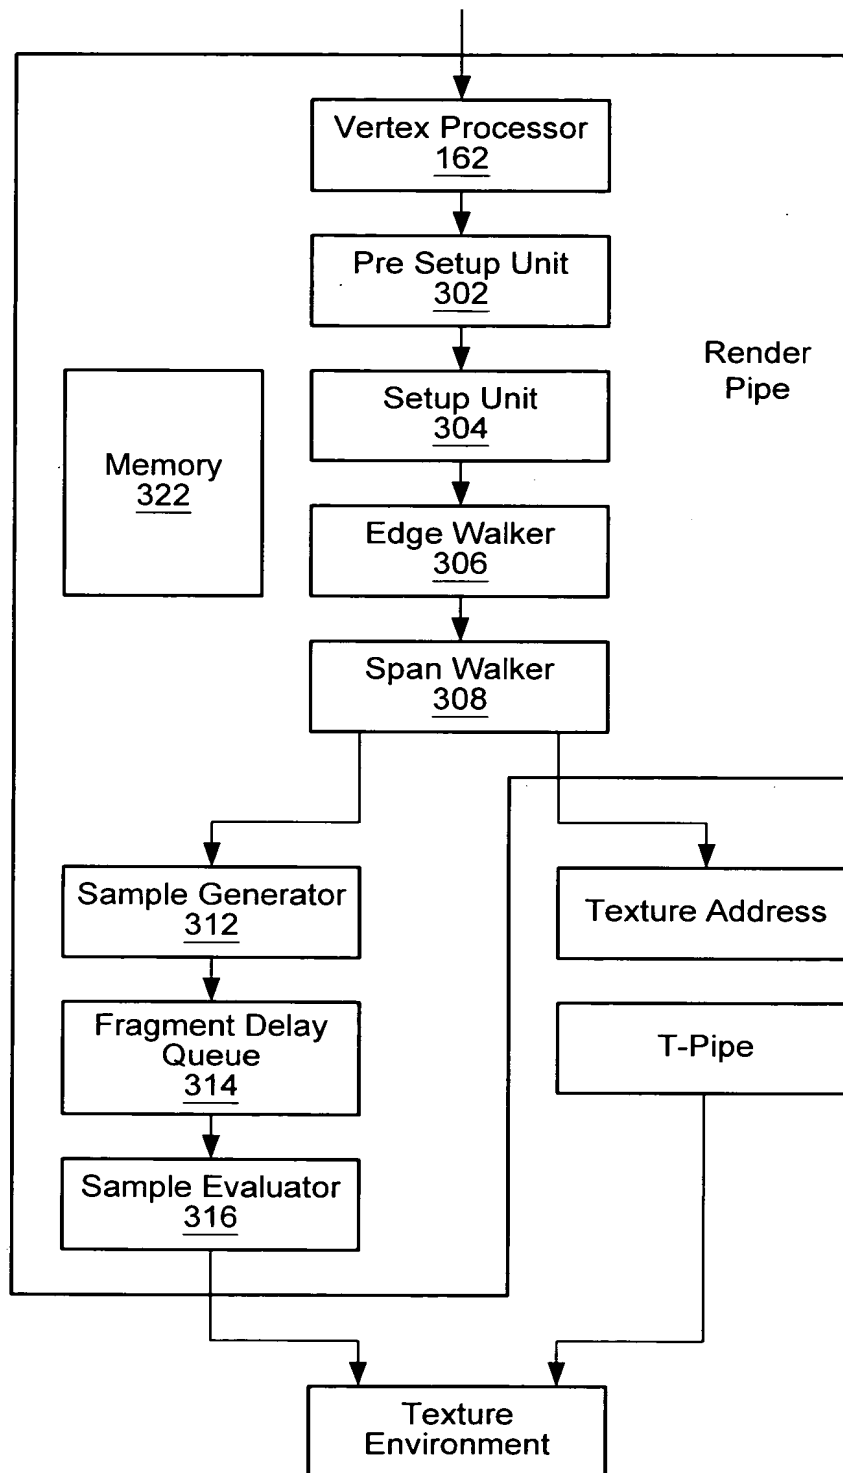 Vertex Processor
162
Pre Setup Unit
302
Render
Pipe
Setup Unit
304
Memory
322
Edge Walker
306
Span Walker
308
Sample Generator
312
Texture Address
Fragment Delay
Queue
314
T-Pipe
Sample Evaluator
316
Texture
Environment